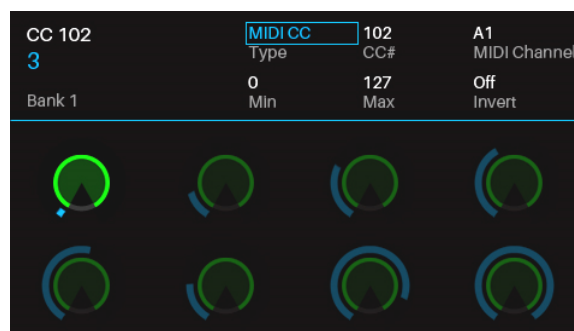 CC 102
3
Bank 1
MIDI CC
Type
102
CC#
A1
MIDI Channel
0
Min
127
Max
Off
Invert